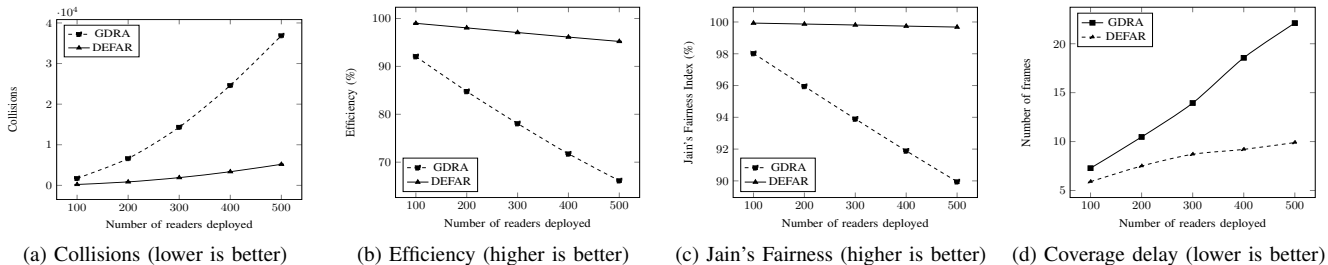 ·10⁴
4
3
2
1
0
Collisions
GDRA
DEFAR
100 200 300 400 500
Number of readers deployed
(a) Collisions (lower is better)
100
90
80
70
Efficiency (%)
GDRA
DEFAR
100 200 300 400 500
Number of readers deployed
(b) Efficiency (higher is better)
100
98
96
94
92
90
Jain's Fairness Index (%)
GDRA
DEFAR
100 200 300 400 500
Number of readers deployed
(c) Jain's Fairness (higher is better)
20
15
10
5
Number of frames
GDRA
DEFAR
100 200 300 400 500
Number of readers deployed
(d) Coverage delay (lower is better)